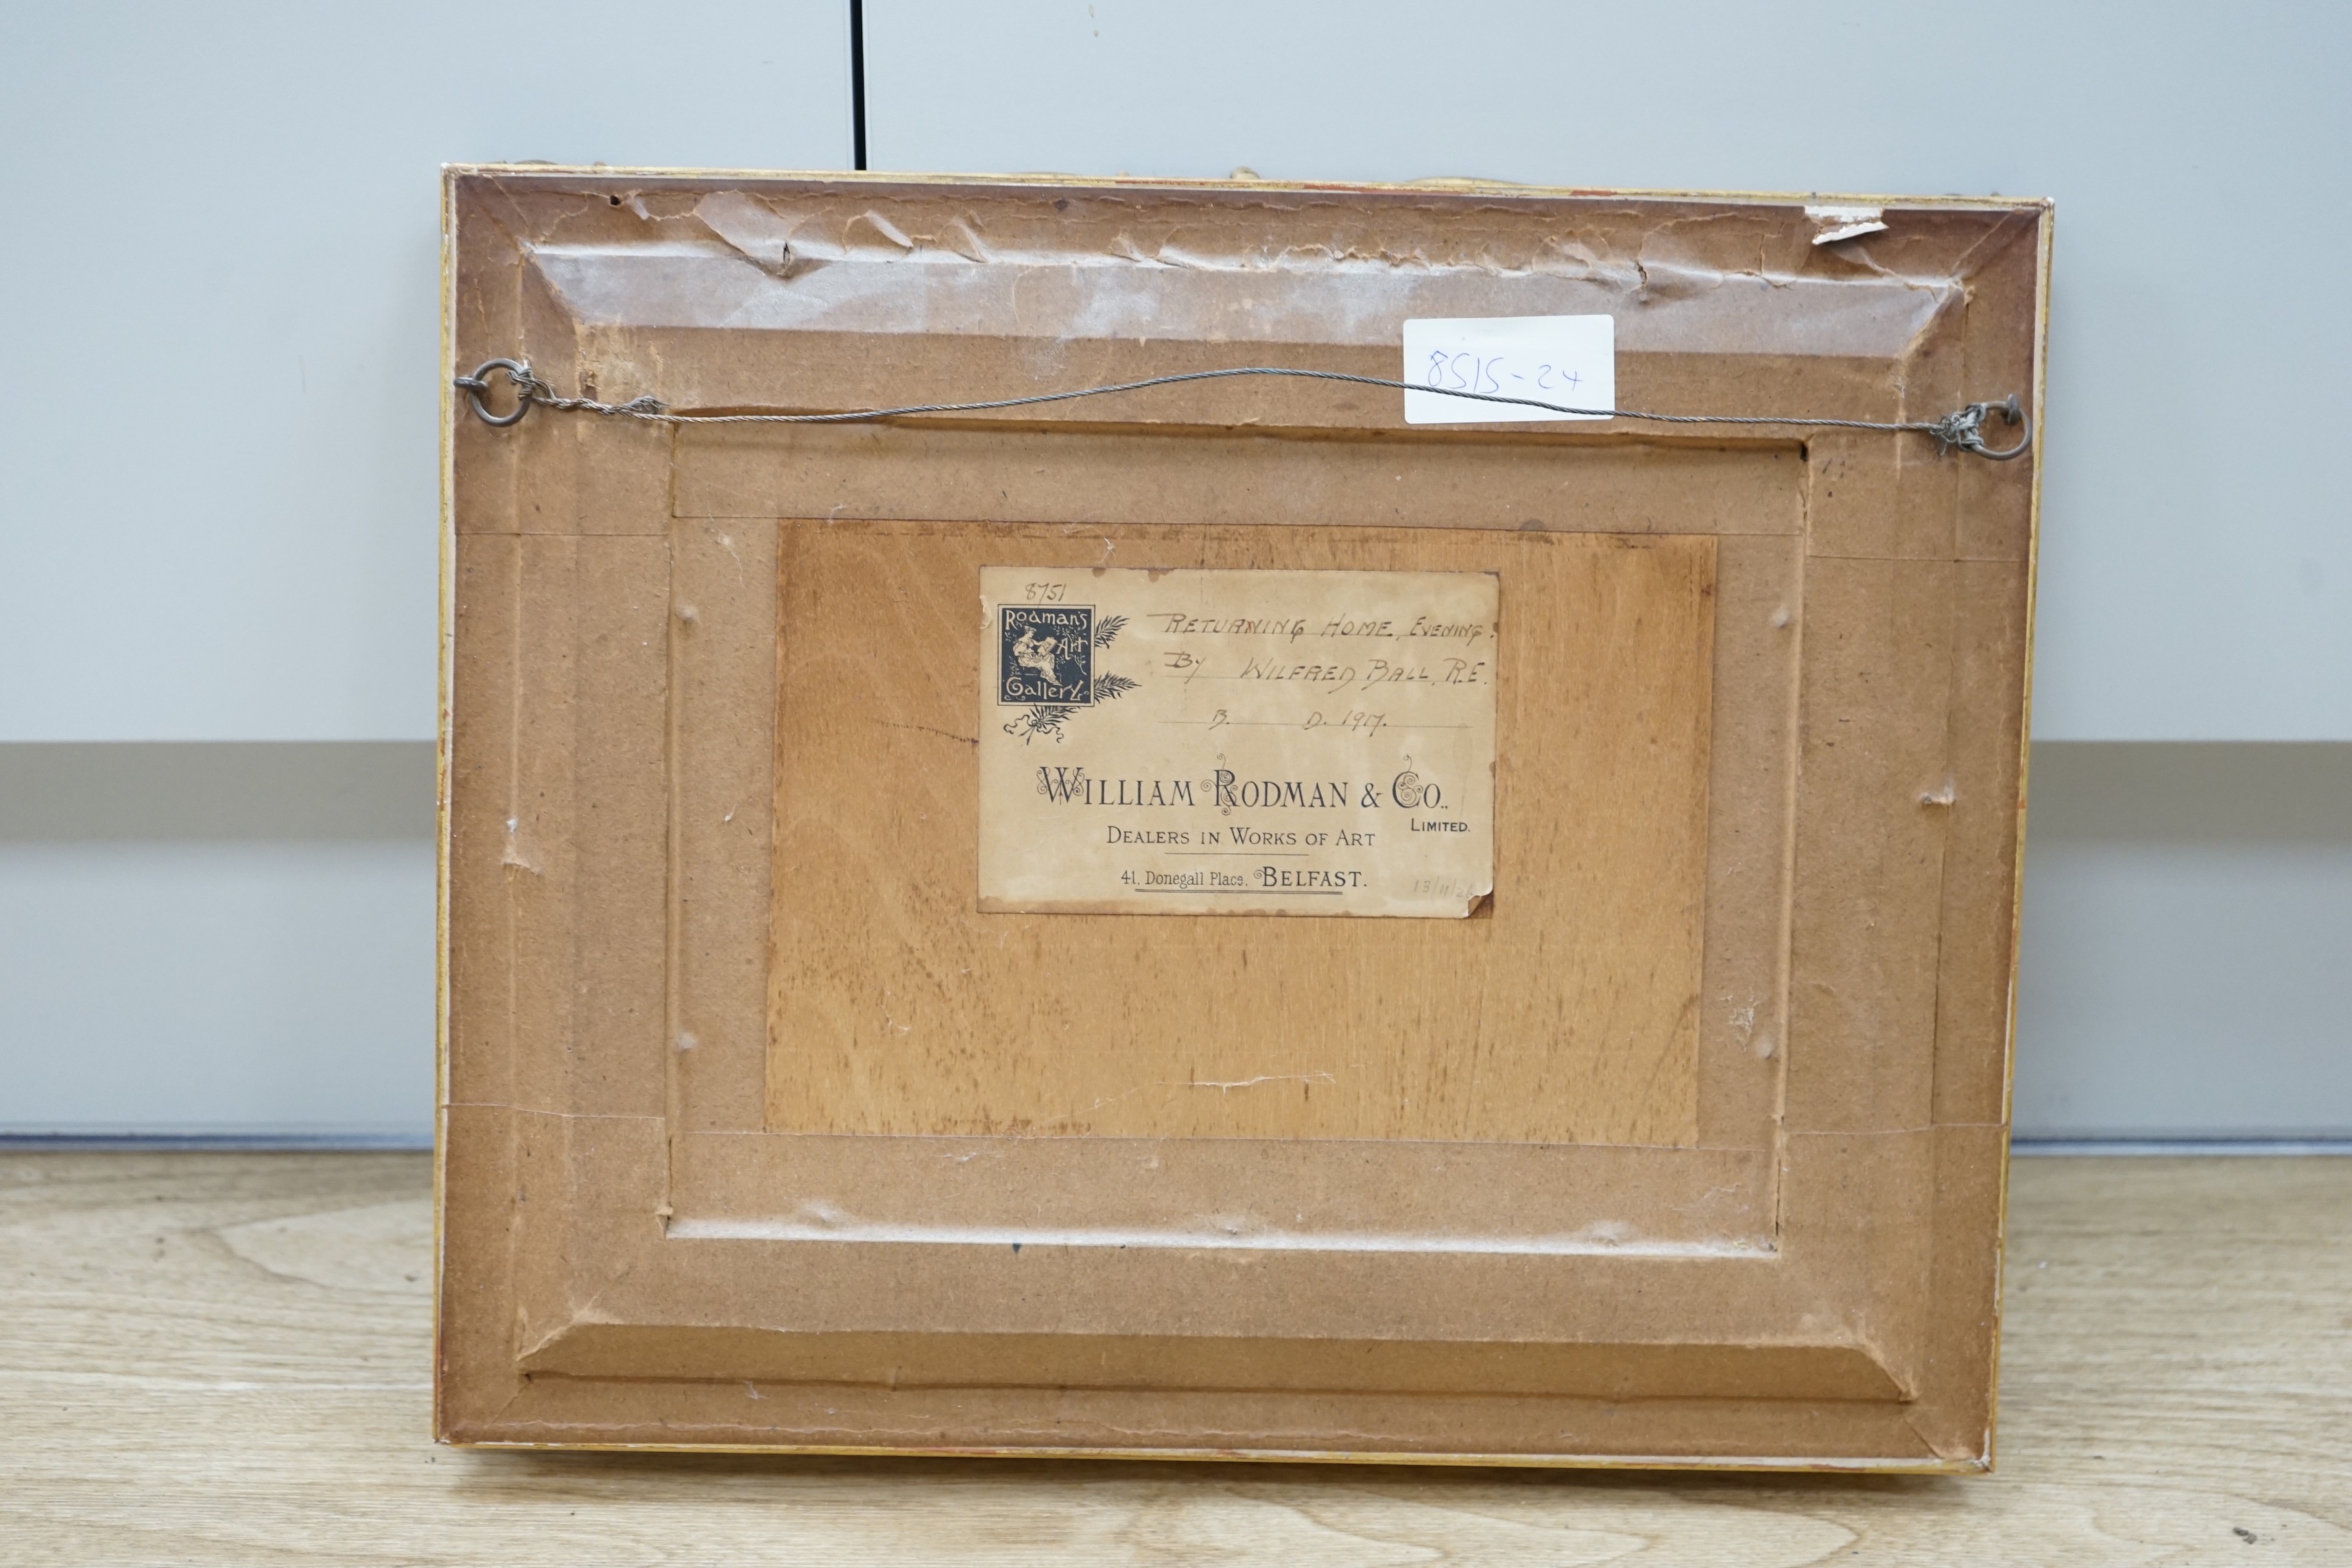 8515-24
8751
Rodman's
Art
Gallery
RETURNING HOME, EVENING.
By WILFRED BALL, R.E.
B. D. 1917.
WILLIAM RODMAN & CO.,
LIMITED.
DEALERS IN WORKS OF ART
41, Donegall Place, BELFAST.